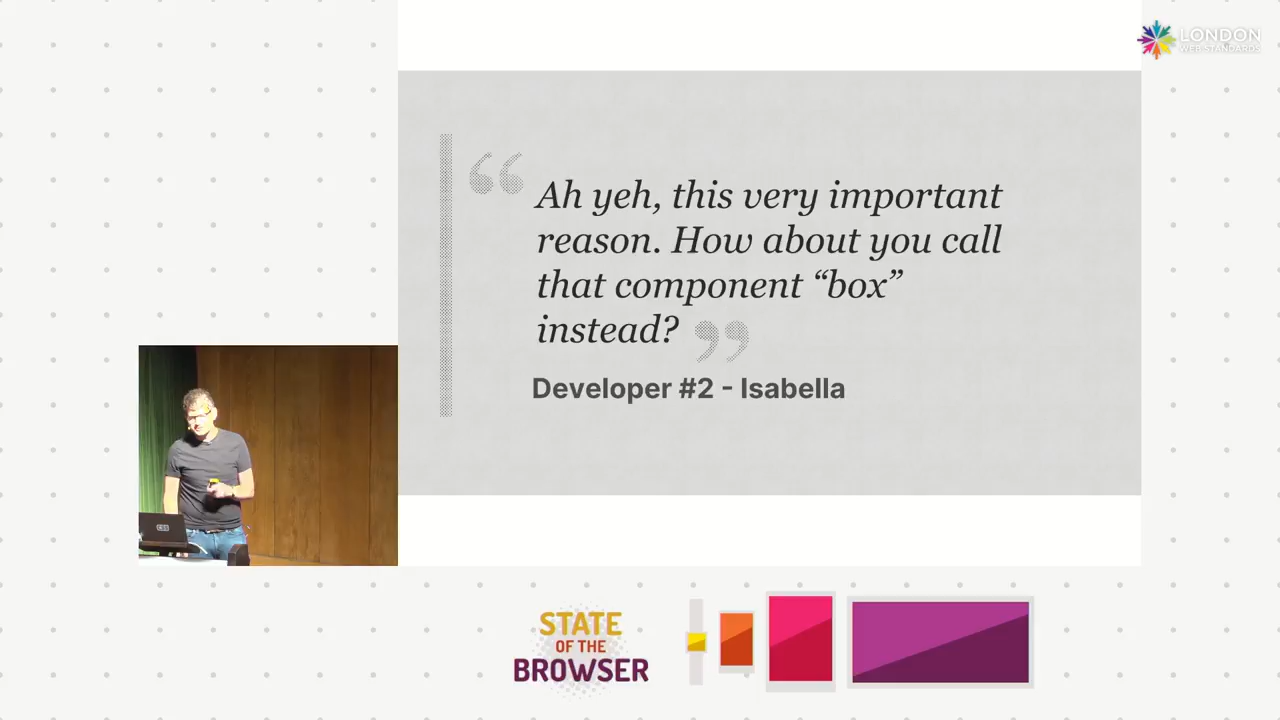 LONDON
WEB STANDARDS
“ Ah yeh, this very important
reason. How about you call
that component “box”
instead? ”
Developer #2 - Isabella
STATE
OF THE
BROWSER